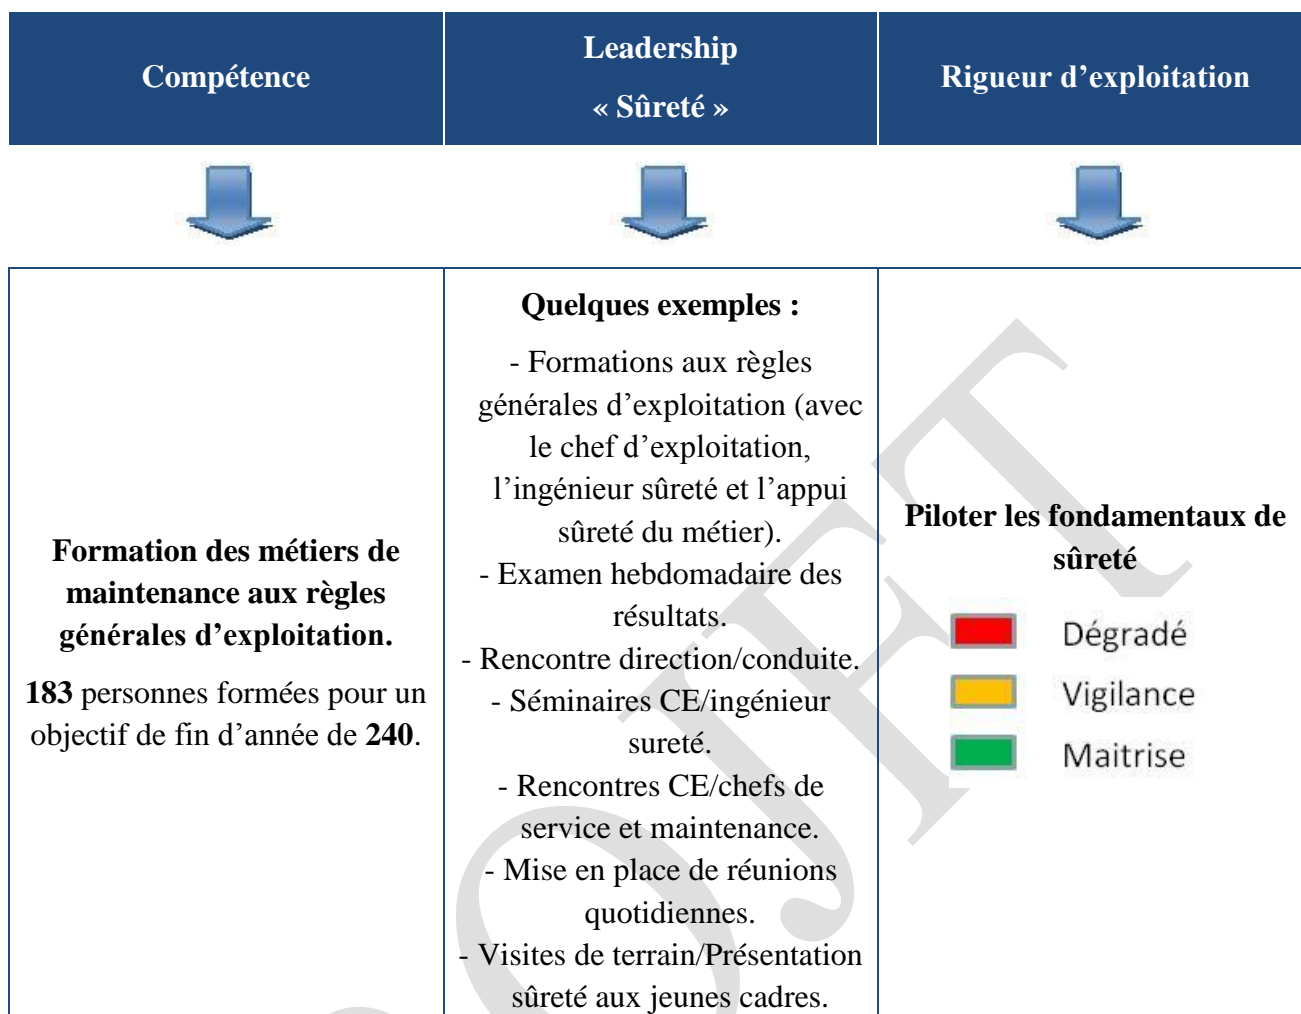 Compétence
Leadership
« Sûreté »
Rigueur d’exploitation
Formation des métiers de
maintenance aux règles
générales d’exploitation.
183 personnes formées pour un
objectif de fin d’année de 240.
Quelques exemples :
- Formations aux règles
générales d’exploitation (avec
le chef d’exploitation,
l’ingénieur sûreté et l’appui
sûreté du métier).
- Examen hebdomadaire des
résultats.
- Rencontre direction/conduite.
- Séminaires CE/ingénieur
sureté.
- Rencontres CE/chefs de
service et maintenance.
- Mise en place de réunions
quotidiennes.
- Visites de terrain/Présentation
sûreté aux jeunes cadres.
Piloter les fondamentaux de
sûreté
Dégradé
Vigilance
Maitrise